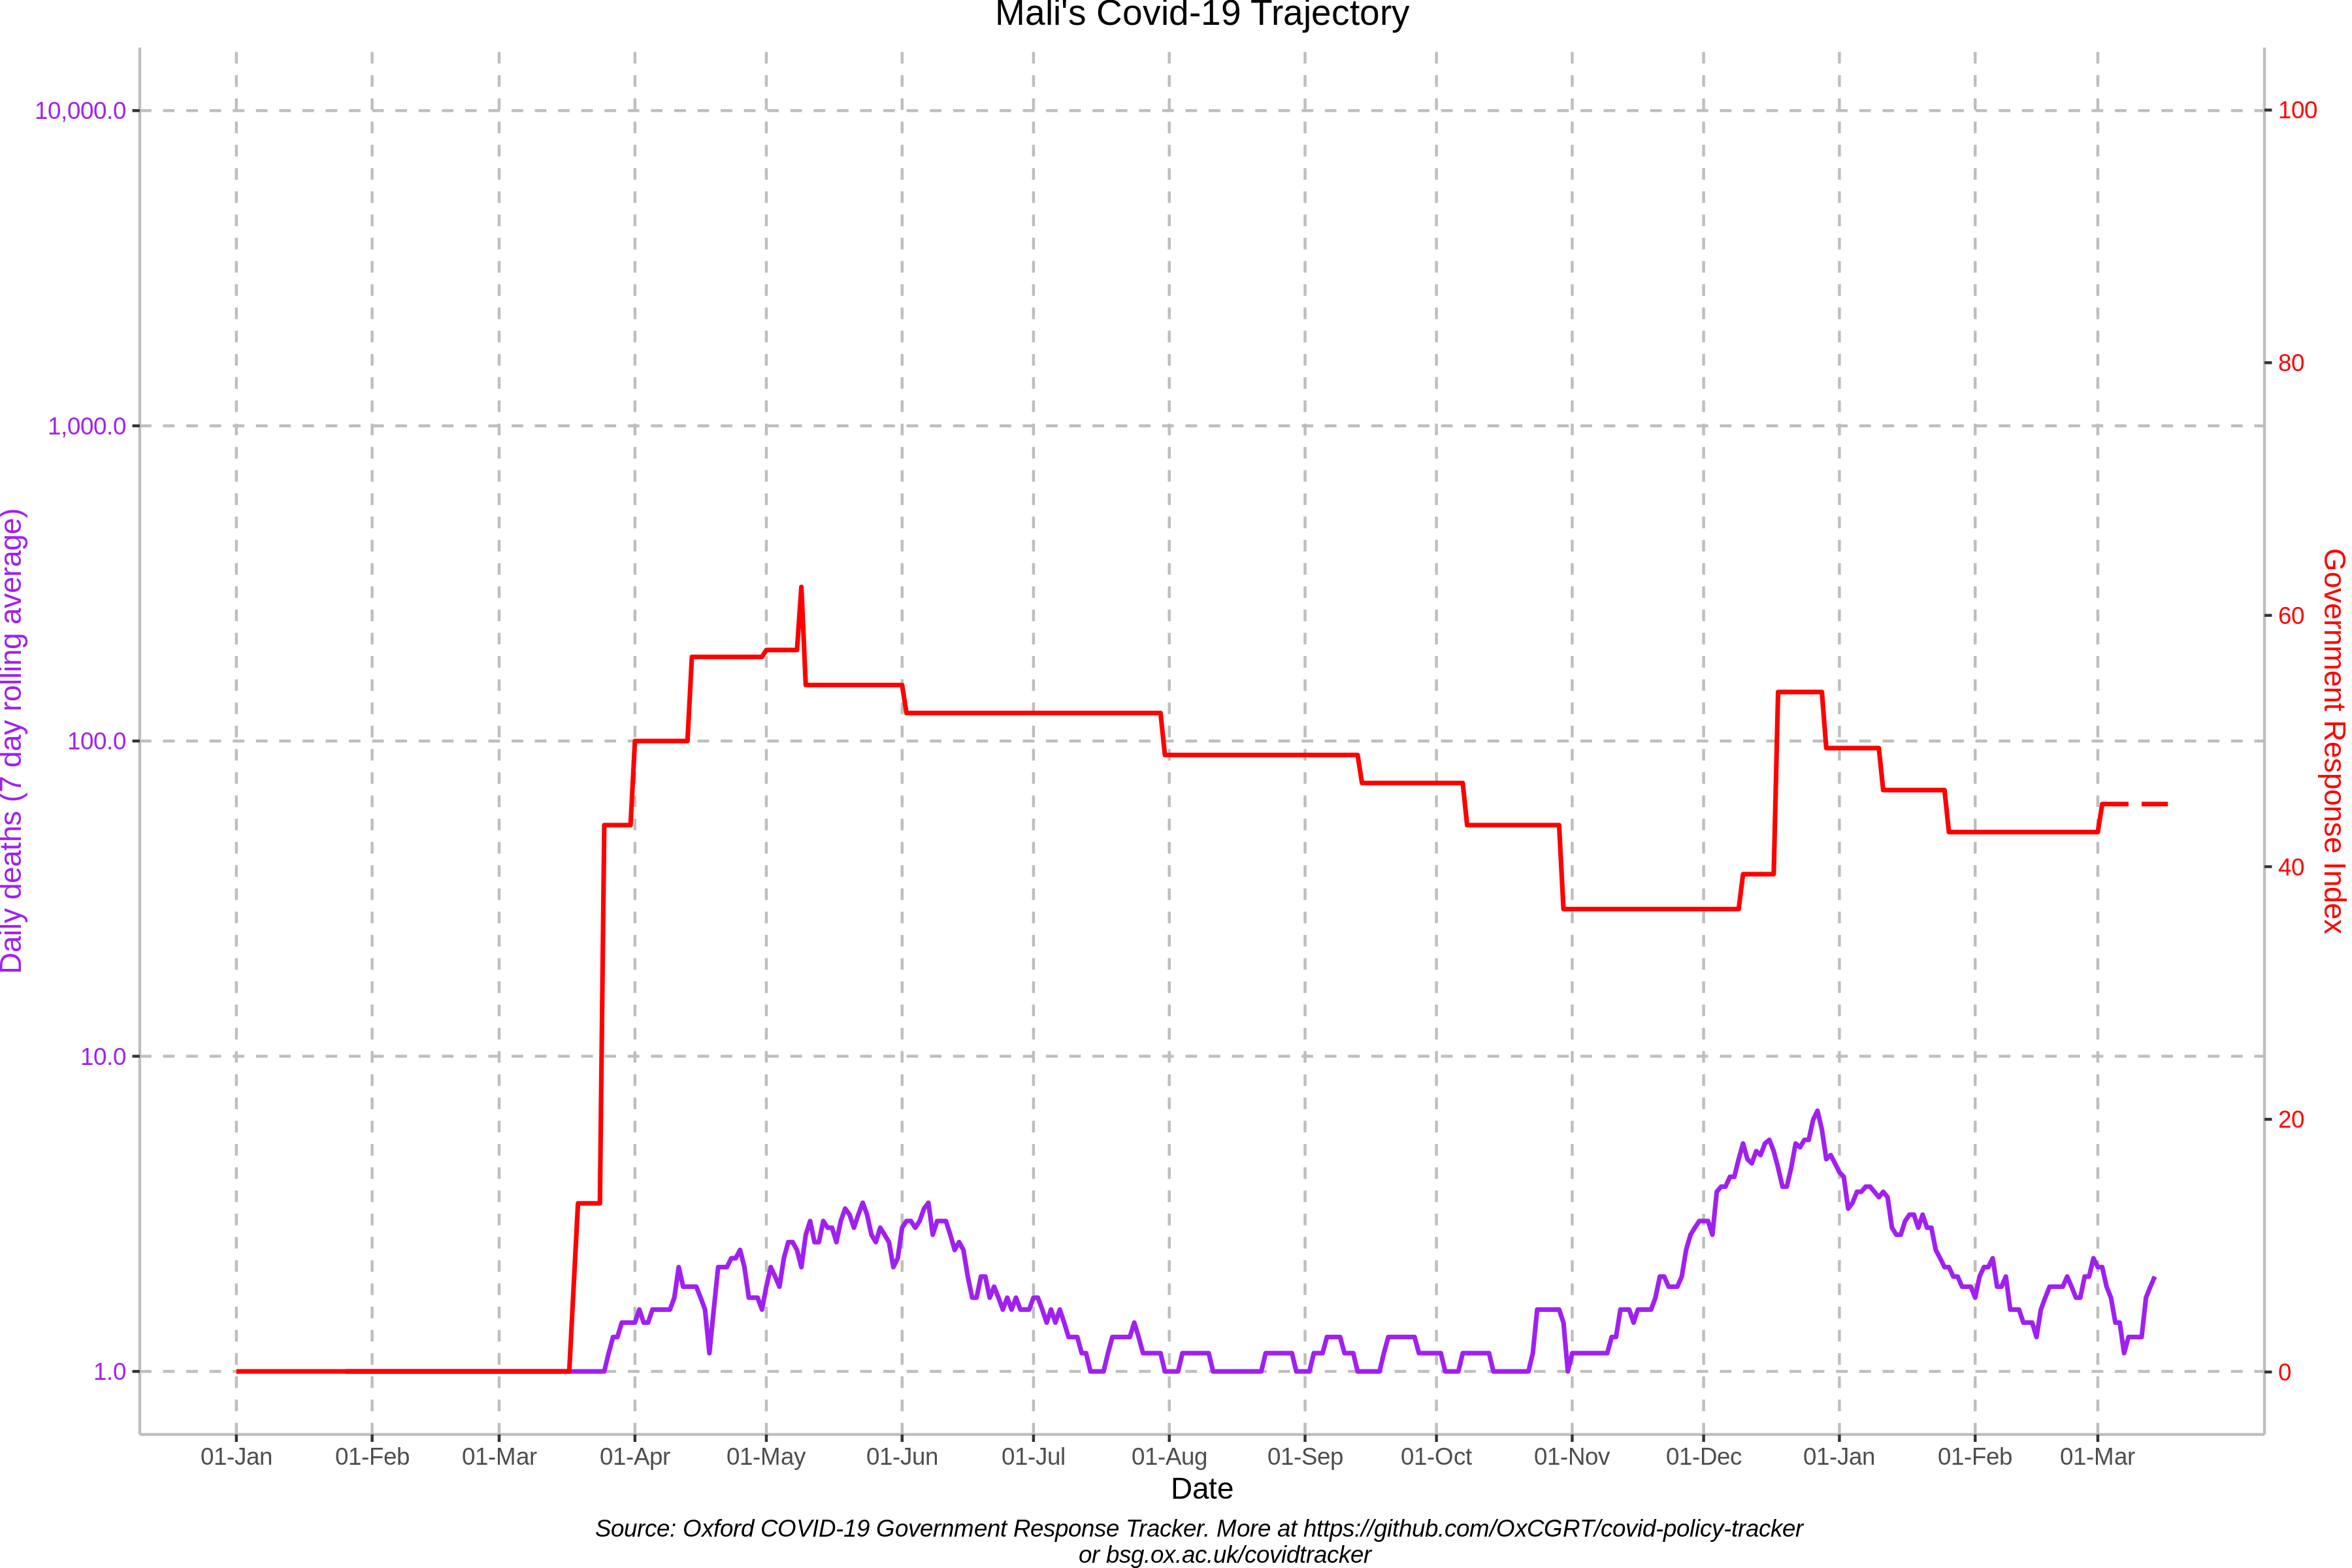 Mali's Covid-19 Trajectory
10,000.0
1,000.0
100.0
10.0
1.0
Daily deaths (7 day rolling average)
100
80
60
40
20
0
Government Response Index
01-Jan 01-Feb 01-Mar 01-Apr 01-May 01-Jun 01-Jul 01-Aug 01-Sep 01-Oct 01-Nov 01-Dec 01-Jan 01-Feb 01-Mar
Date
Source: Oxford COVID-19 Government Response Tracker. More at https://github.com/OxCGRT/covid-policy-tracker
or bsg.ox.ac.uk/covidtracker